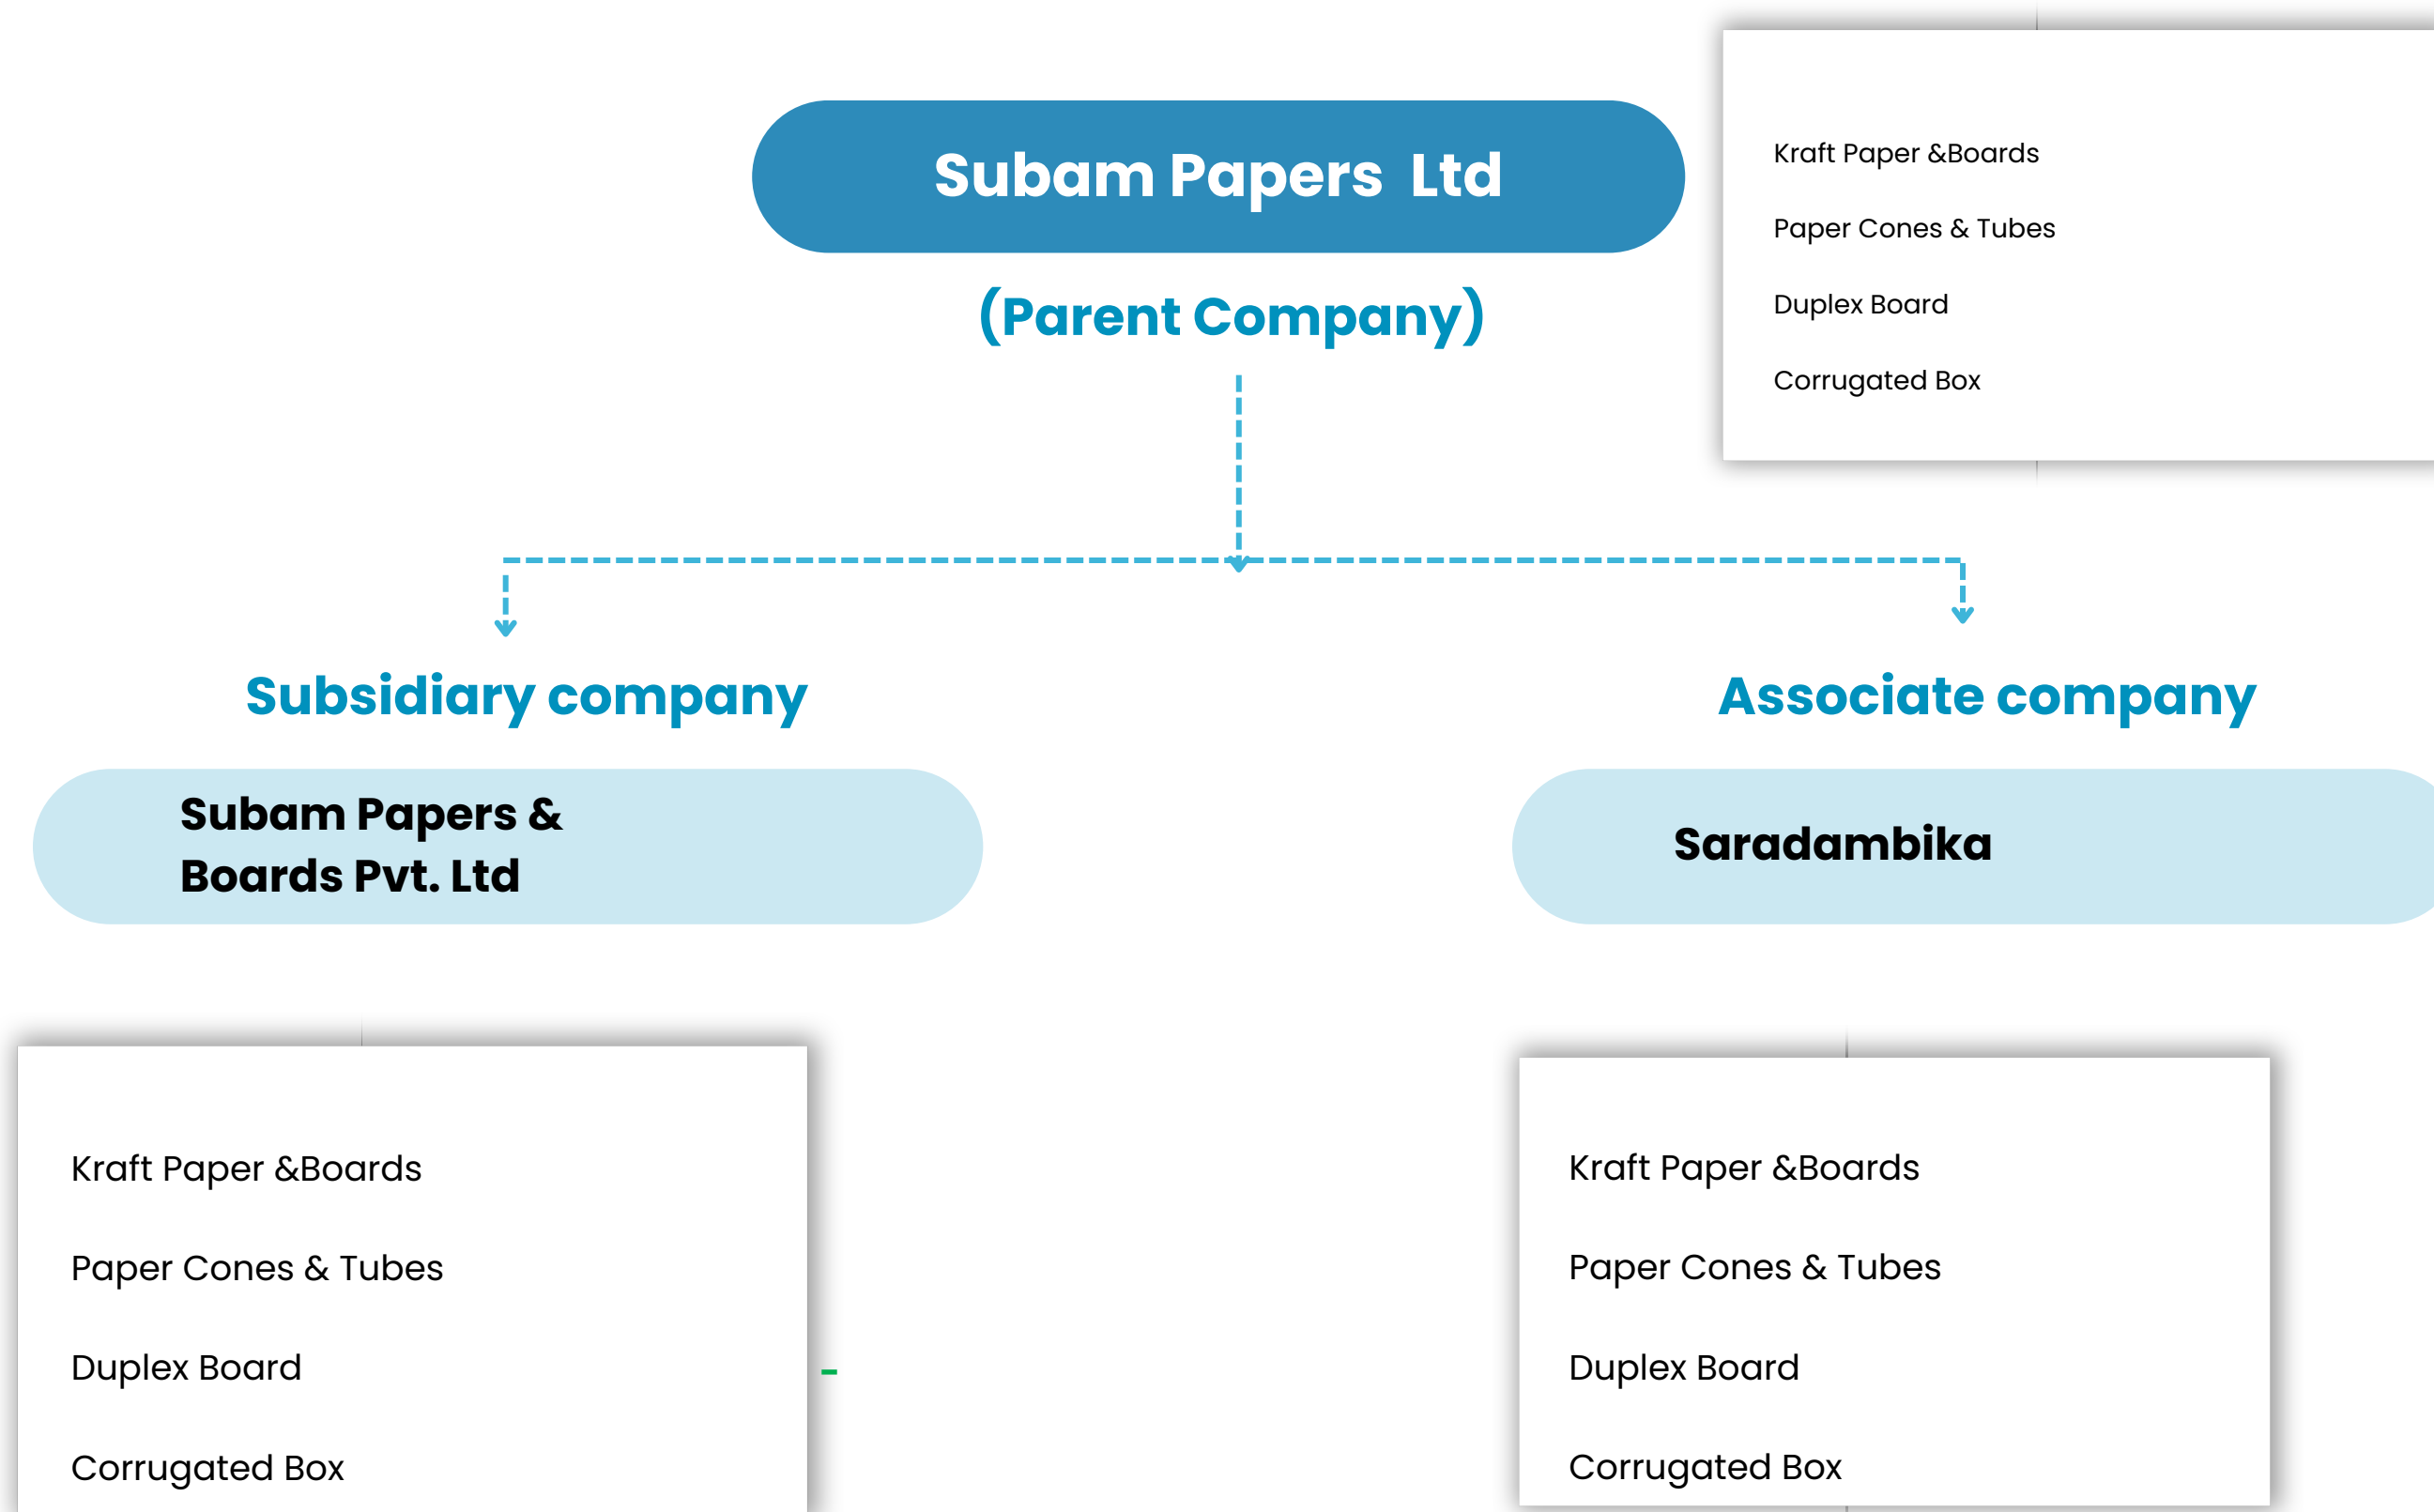 Subam Papers  Ltd
(Parent Company)
Kraft Paper &Boards
Paper Cones & Tubes
Duplex Board
Corrugated Box
Subsidiary company
Subam Papers &
Boards Pvt. Ltd
Kraft Paper &Boards
Paper Cones & Tubes
Duplex Board
-
Corrugated Box
Associate company
Saradambika
Kraft Paper &Boards
Paper Cones & Tubes
Duplex Board
Corrugated Box